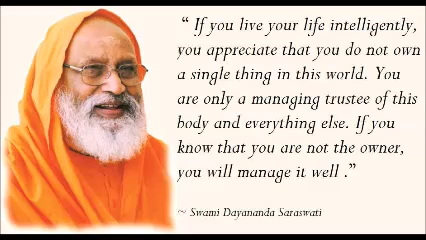 “ If you live your life intelligently,
you appreciate that you do not own
a single thing in this world. You
are only a managing trustee of this
body and everything else. If you
know that you are not the owner,
you will manage it well .”
~ Swami Dayananda Saraswati